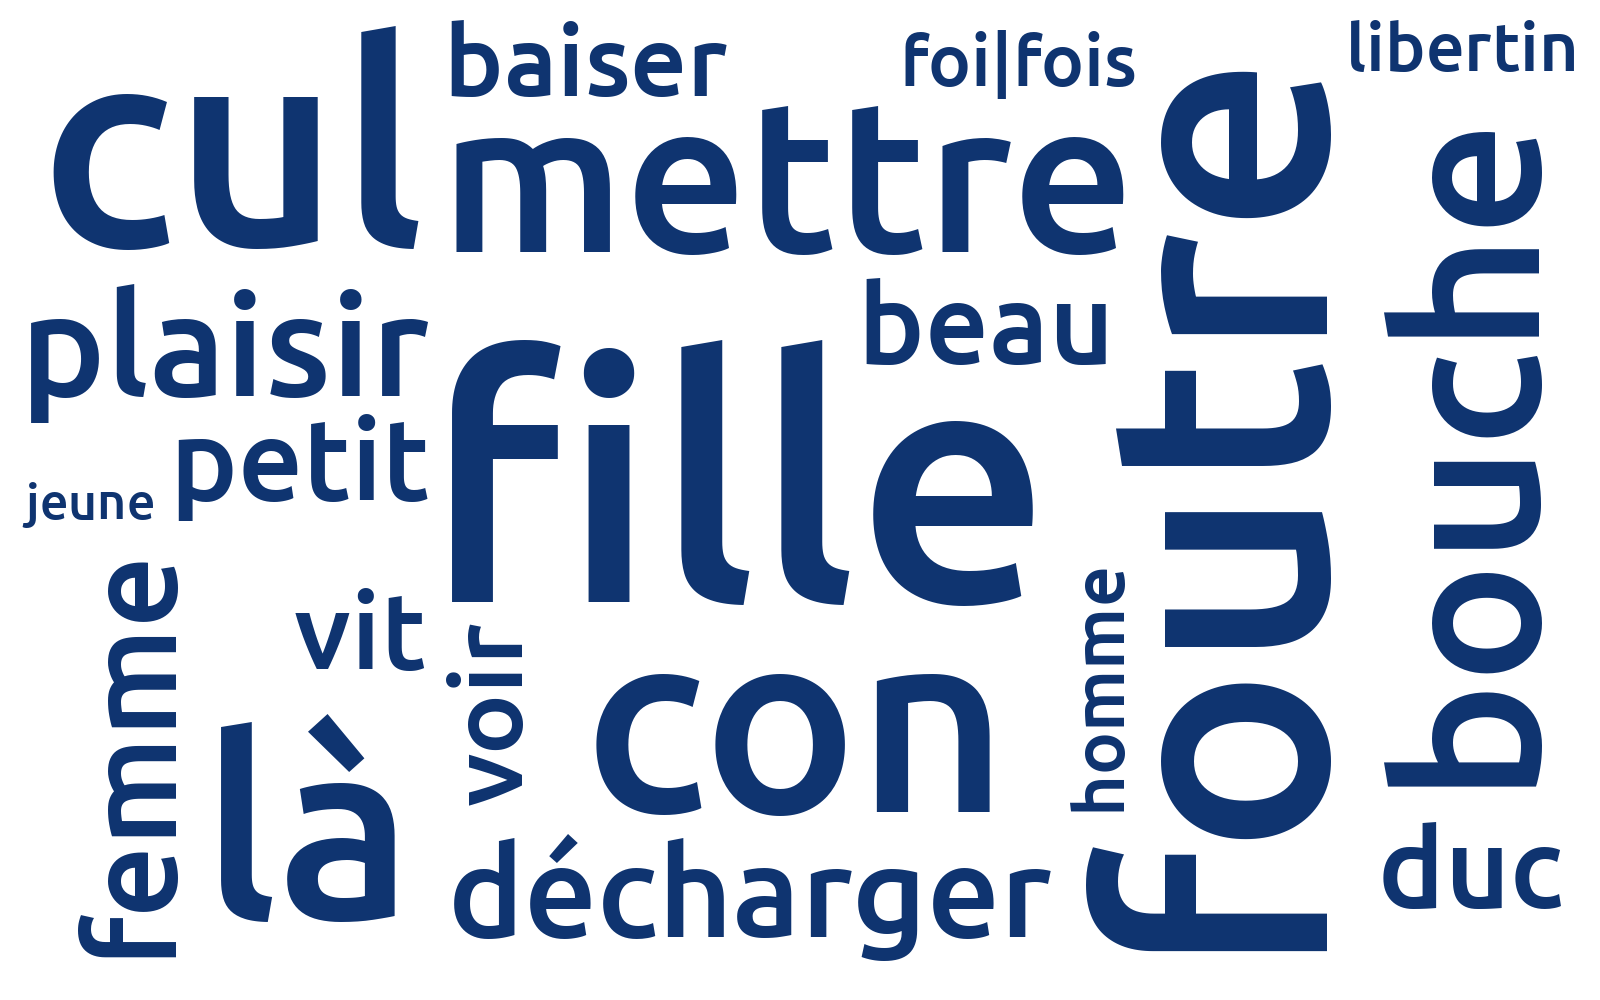 cul
baiser
foi|fois
libertin
mettre
foutre
bouche
plaisir
beau
fille
petit
jeune
femme
vit
voir
homme
con
là
décharger
duc